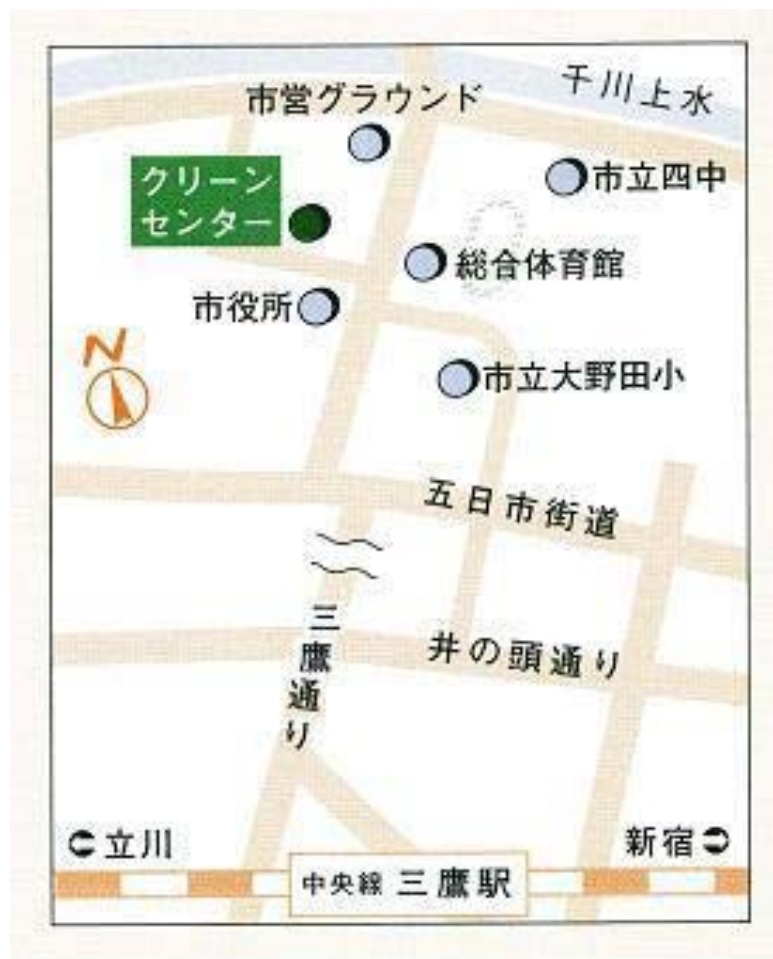 千川上水
市営グラウンド
クリーン
センター
市立四中
総合体育館
市役所
N
市立大野田小
五日市街道
三鷹通り
井の頭通り
立川
新宿
中央線 三鷹駅